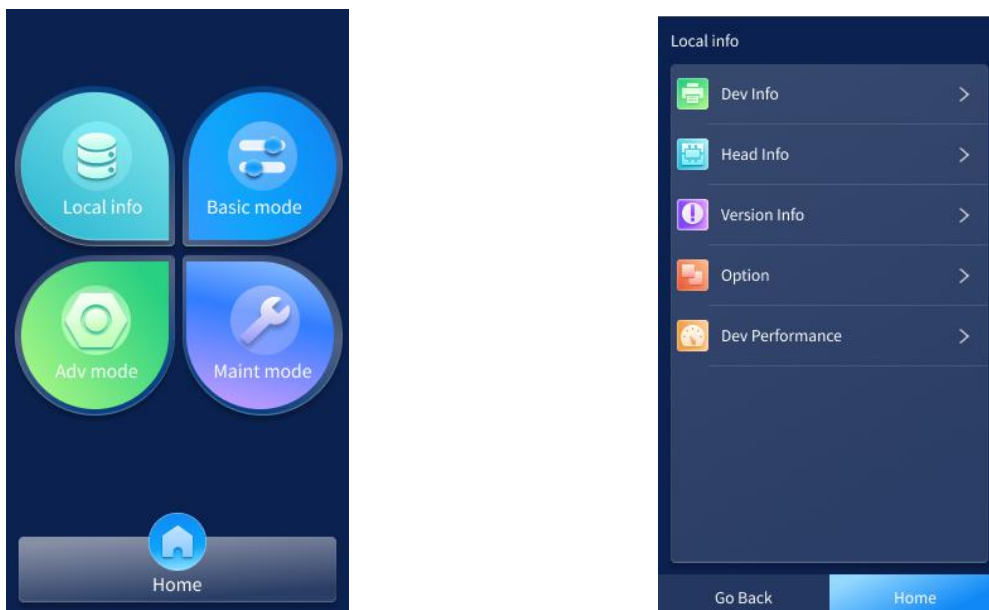 Local info
Basic mode
Adv mode
Maint mode
Home
Local info
Dev Info
Head Info
Version Info
Option
Dev Performance
Go Back
Home